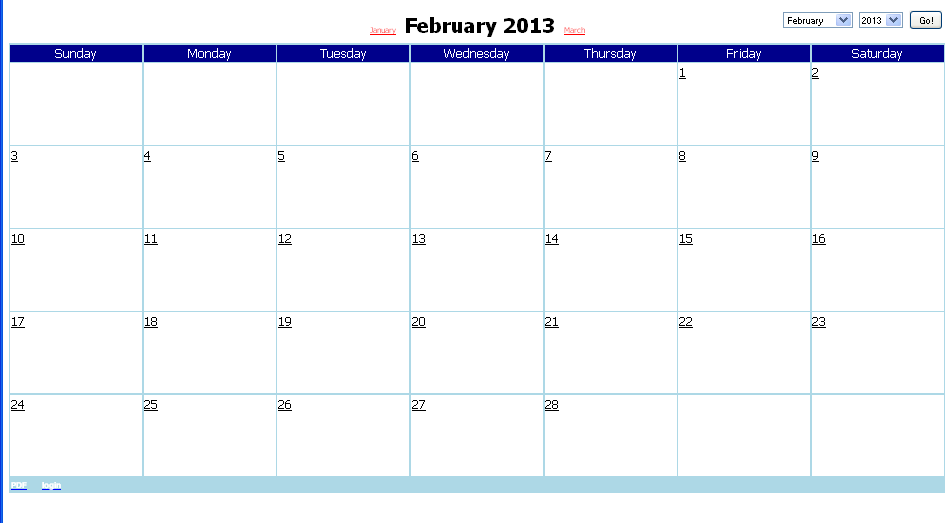 January February 2013 March February 2013 Go!
Sunday Monday Tuesday Wednesday Thursday Friday Saturday
1 2
3 4 5 6 7 8 9
10 11 12 13 14 15 16
17 18 19 20 21 22 23
24 25 26 27 28
PDF login